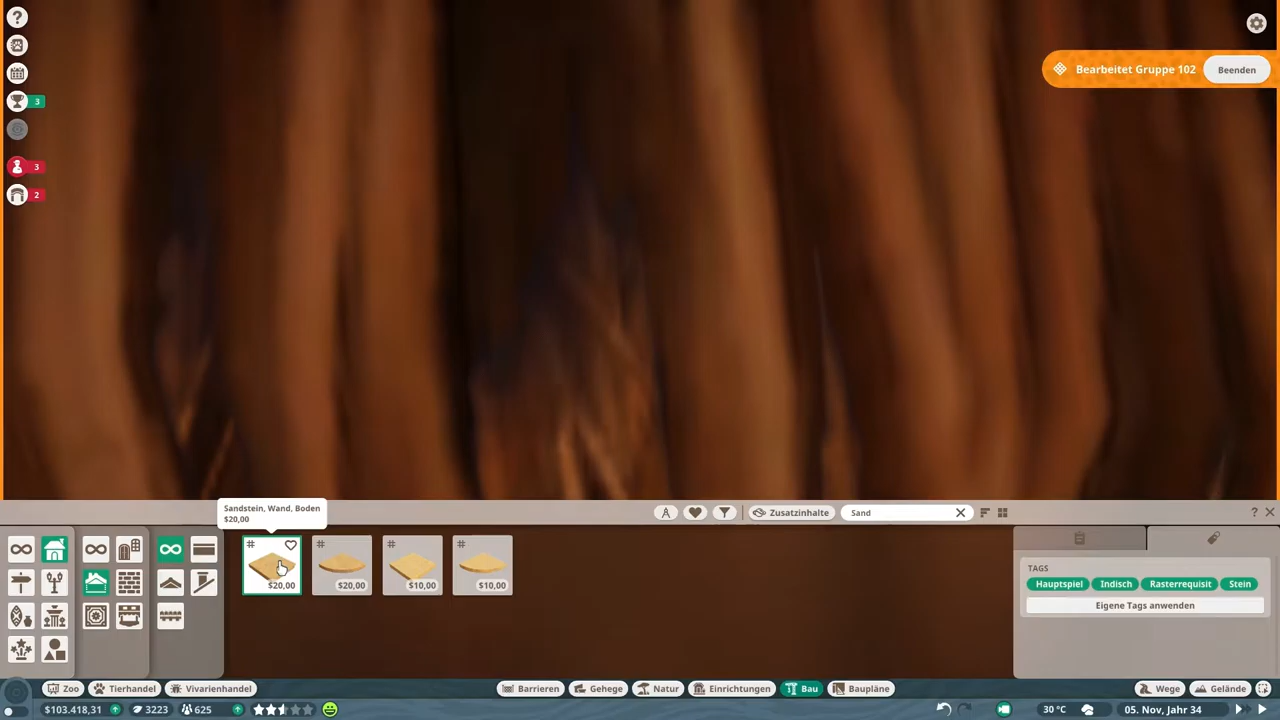 Bearbeitet Gruppe 102
Beenden
3
3
2
Sandstein, Wand, Boden
$20,00
Zusatzinhalte
Sand
?
$20,00
$20,00
$10,00
$10,00
TAGS
Hauptspiel
Indisch
Rasterrequisit
Stein
Eigene Tags anwenden
Zoo
Tierhandel
Vivarienhandel
Barrieren
Gehege
Natur
Einrichtungen
Bau
Baupläne
Wege
Gelände
$103.418,31
3223
625
30 °C
05. Nov, Jahr 34